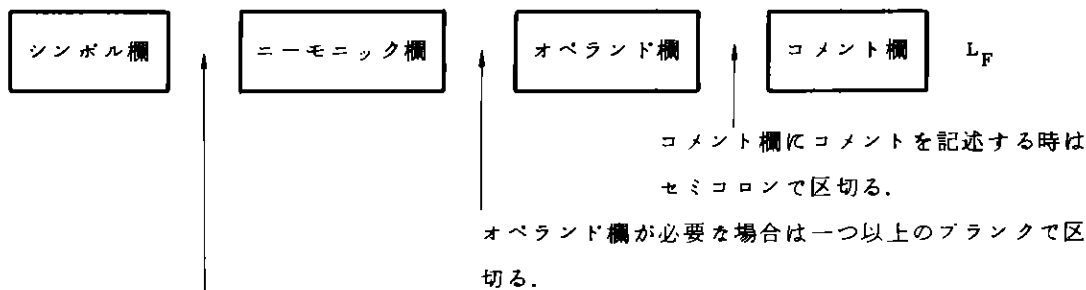 シンボル欄 ニーモニック欄 オペランド欄 コメント欄 LF
コメント欄にコメントを記述する時は
セミコロンで区切る.
オペランド欄が必要な場合は一つ以上のブランクで区
切る.